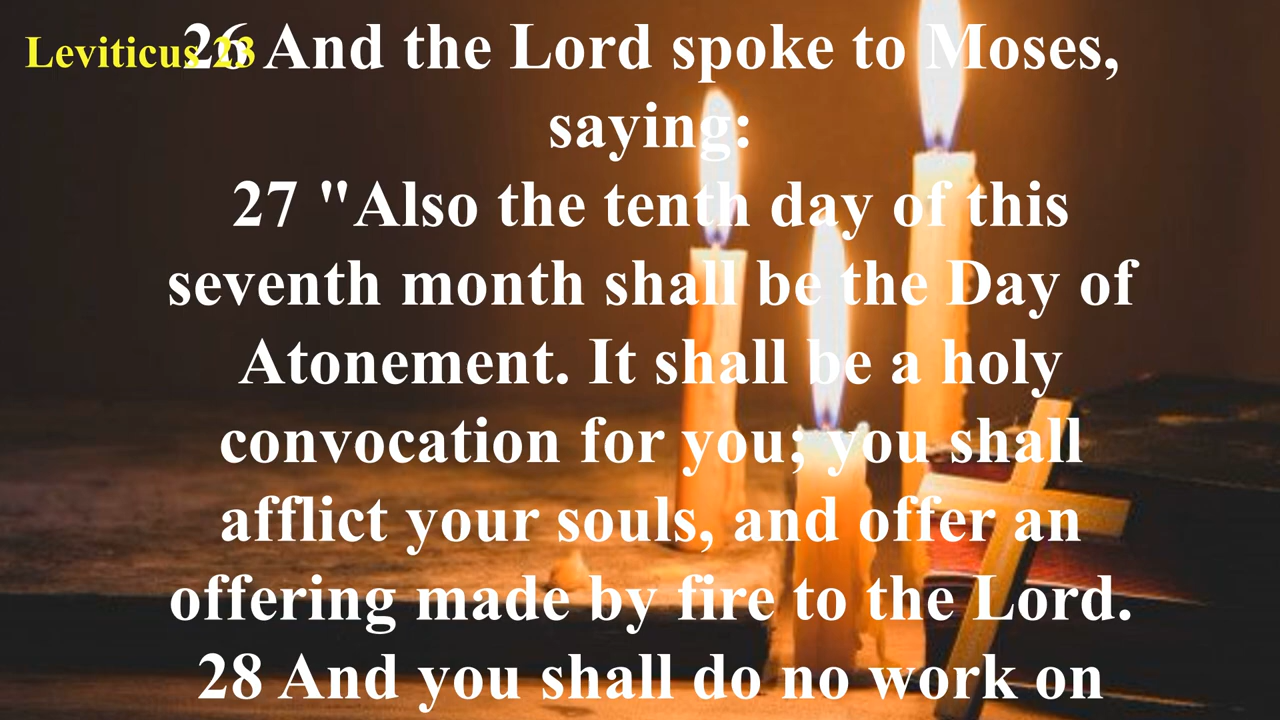 Leviticus 23
26 And the Lord spoke to Moses,
saying:
27 "Also the tenth day of this
seventh month shall be the Day of
Atonement. It shall be a holy
convocation for you; you shall
afflict your souls, and offer an
offering made by fire to the Lord.
28 And you shall do no work on